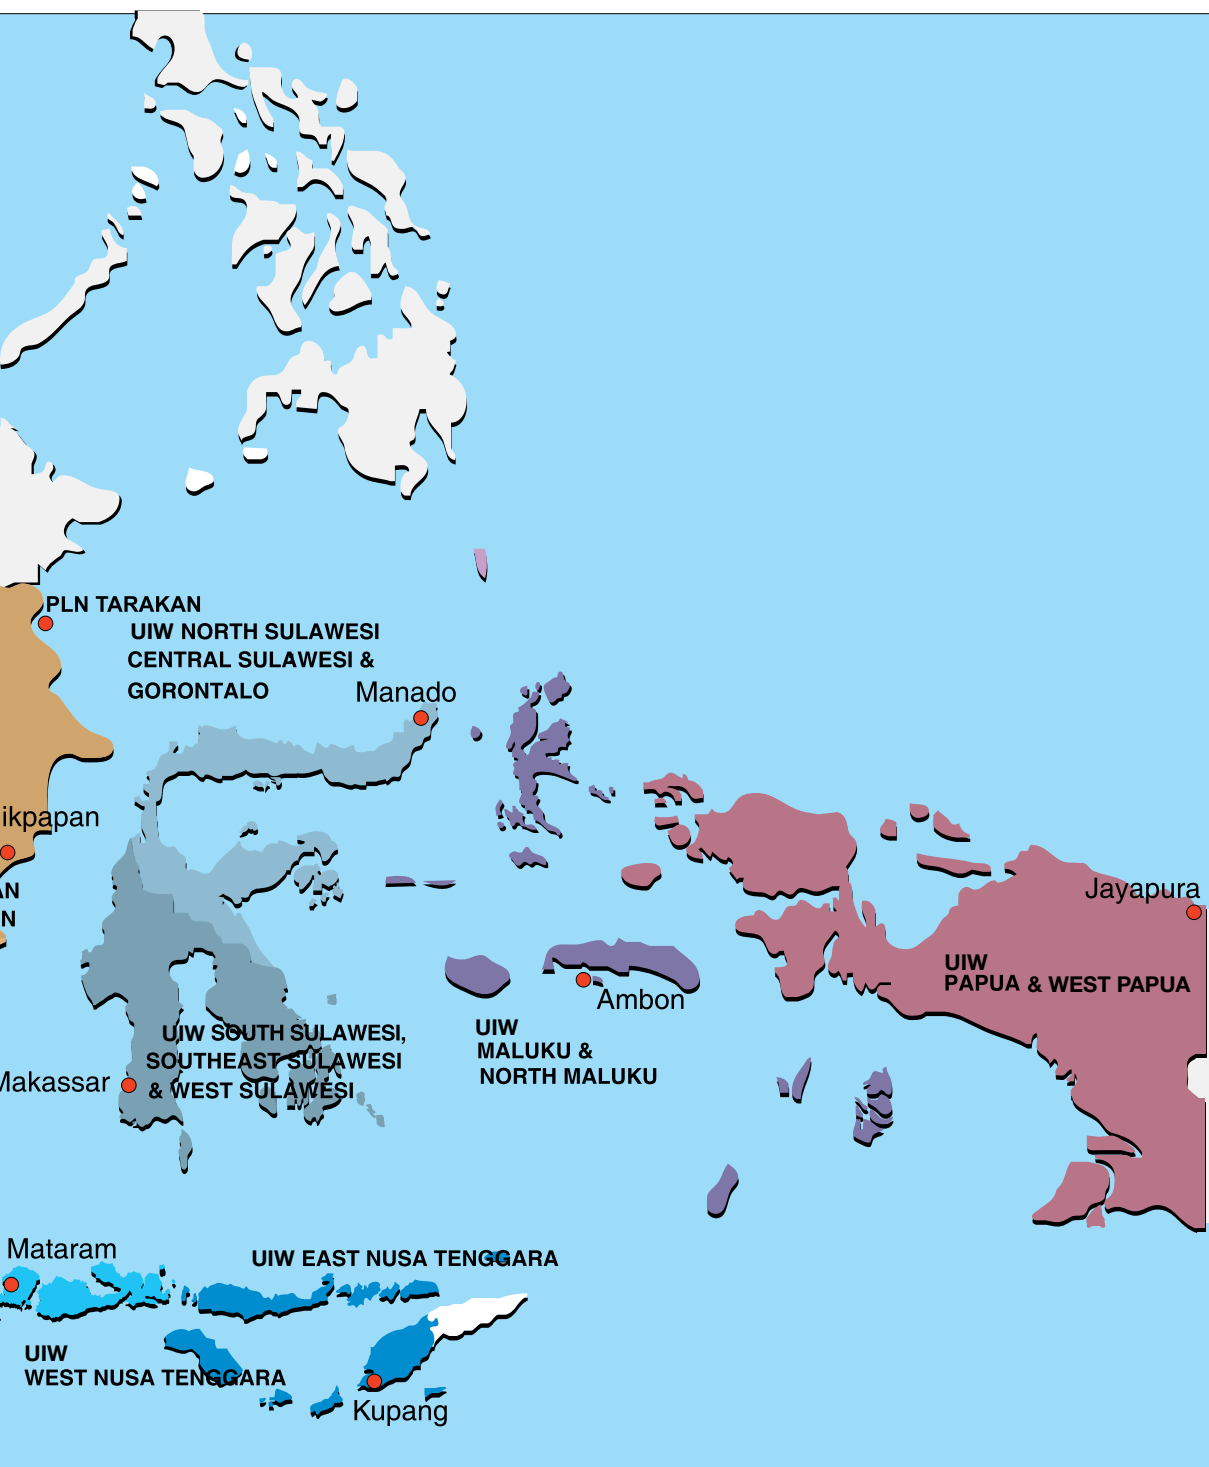 PLN TARAKAN
UIW NORTH SULAWESI
CENTRAL SULAWESI &
GORONTALO
Manado
ikpapan
AN
N
Jayapura
UIW
PAPUA & WEST PAPUA
Ambon
UIW
MALUKU &
NORTH MALUKU
UIW SOUTH SULAWESI,
SOUTHEAST SULAWESI
& WEST SULAWESI
Makassar
Mataram
UIW EAST NUSA TENGGARA
UIW
WEST NUSA TENGGARA
Kupang